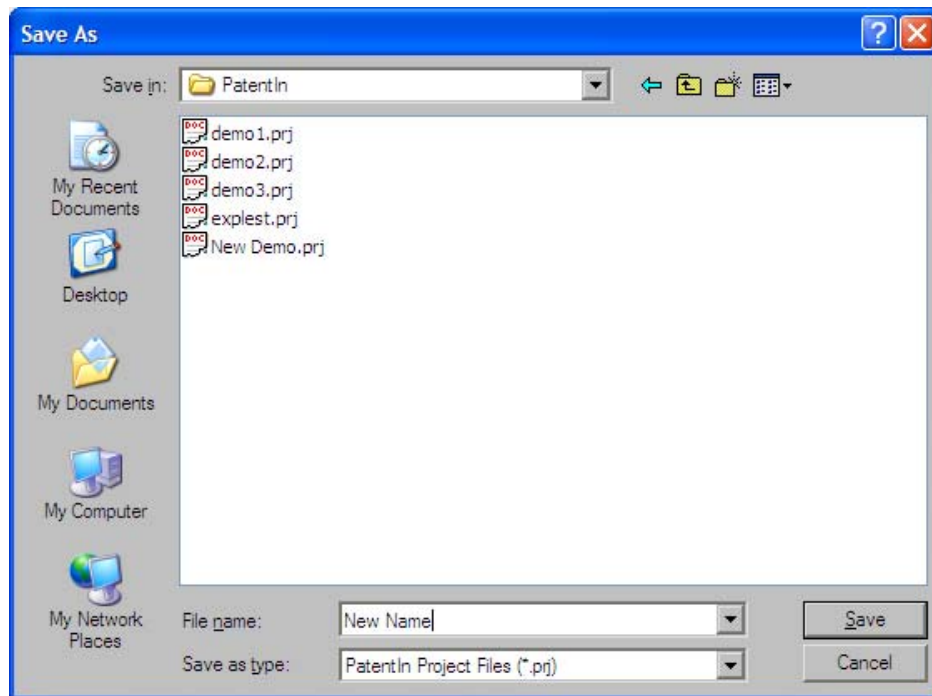 Save As
Save in:
PatentIn
demo1.prj
demo2.prj
demo3.prj
explest.prj
New Demo.prj
My Recent
Documents
Desktop
My Documents
My Computer
My Network
Places
File name:
New Name
Save
Save as type:
PatentIn Project Files (*.prj)
Cancel